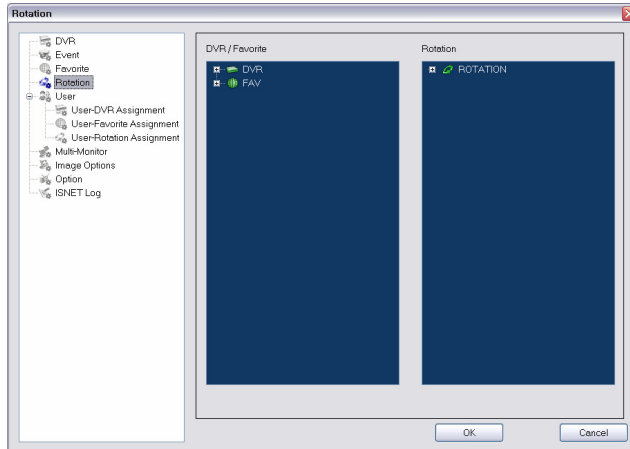 Rotation
DVR
Event
Favorite
Rotation
User
User-DVR Assignment
User-Favorite Assignment
User-Rotation Assignment
Multi-Monitor
Image Options
Option
ISNET Log
DVR / Favorite
DVR
FAV
Rotation
ROTATION
OK
Cancel